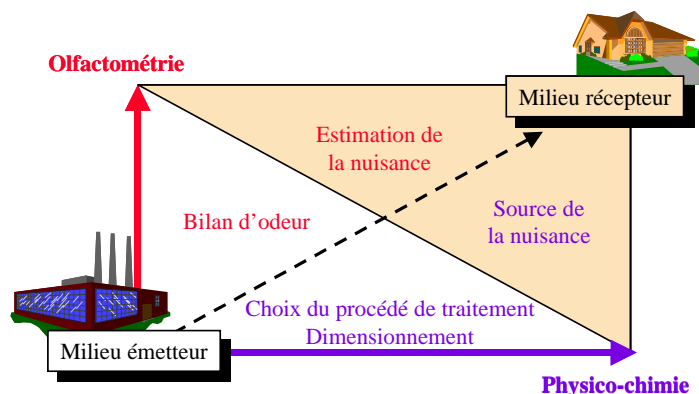 Olfactométrie
Milieu récepteur
Estimation de
la nuisance
Bilan d'odeur
Source de
la nuisance
Choix du procédé de traitement
Dimensionnement
Milieu émetteur
Physico-chimie